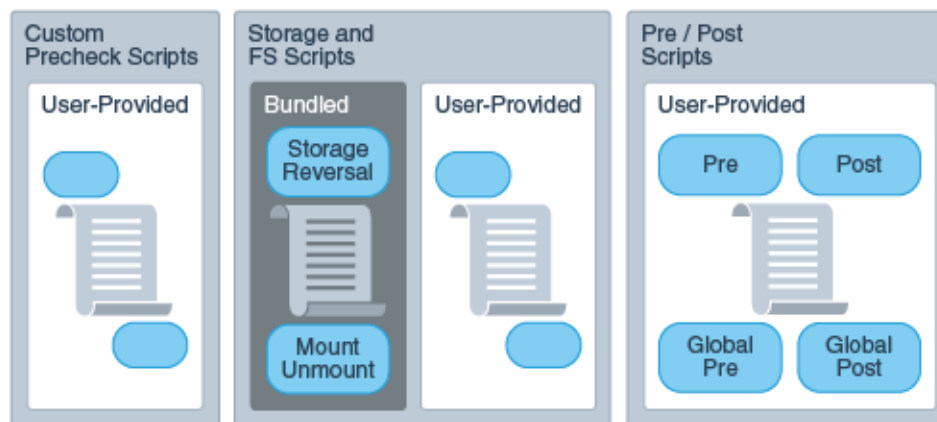 Custom
Precheck Scripts
User-Provided
Storage and
FS Scripts
Bundled
Storage
Reversal
Mount
Unmount
User-Provided
Pre / Post
Scripts
User-Provided
Pre
Post
Global
Pre
Global
Post